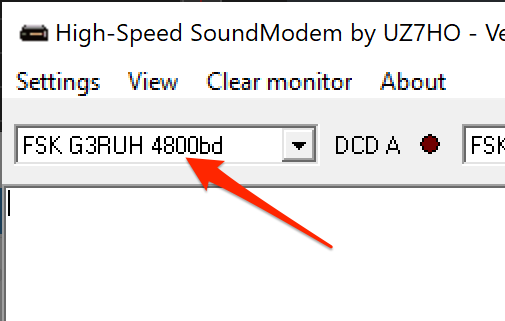 High-Speed SoundModem by UZ7HO - Ve
Settings View Clear monitor About
FSK G3RUH 4800bd DCD A FSK